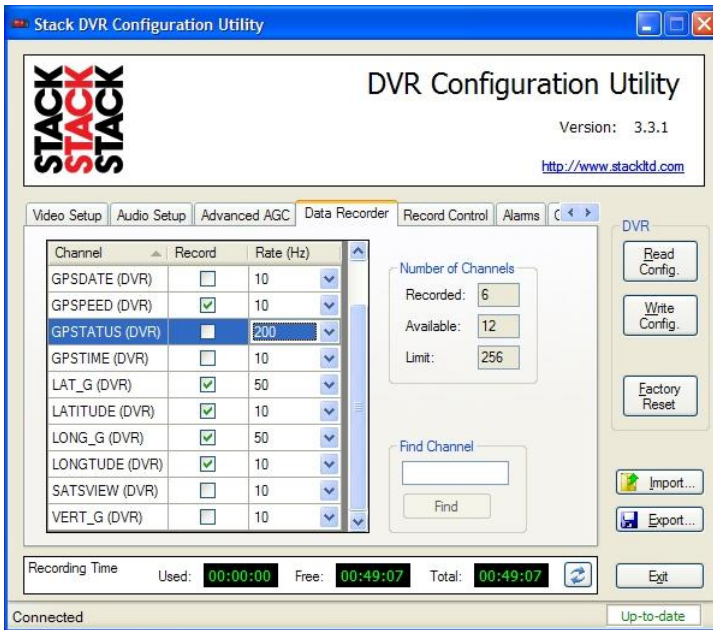 Stack DVR Configuration Utility
STACK
STACK
STACK
DVR Configuration Utility
Version: 3.3.1
http://www.stackltd.com
Video Setup Audio Setup Advanced AGC Data Recorder Record Control Alarms
Channel Record Rate (Hz)
GPSDATE (DVR) 10
GPSPEED (DVR) 10
GPSTATUS (DVR) 200
GPSTIME (DVR) 10
LAT_G (DVR) 50
LATITUDE (DVR) 10
LONG_G (DVR) 50
LONGTUDE (DVR) 10
SATSVIEW (DVR) 10
VERT_G (DVR) 10
Number of Channels
Recorded: 6
Available: 12
Limit: 256
Find Channel
Find
DVR
Read
Config.
Write
Config.
Factory
Reset
Import...
Export...
Exit
Recording Time
Used: 00:00:00 Free: 00:49:07 Total: 00:49:07
Connected
Up-to-date